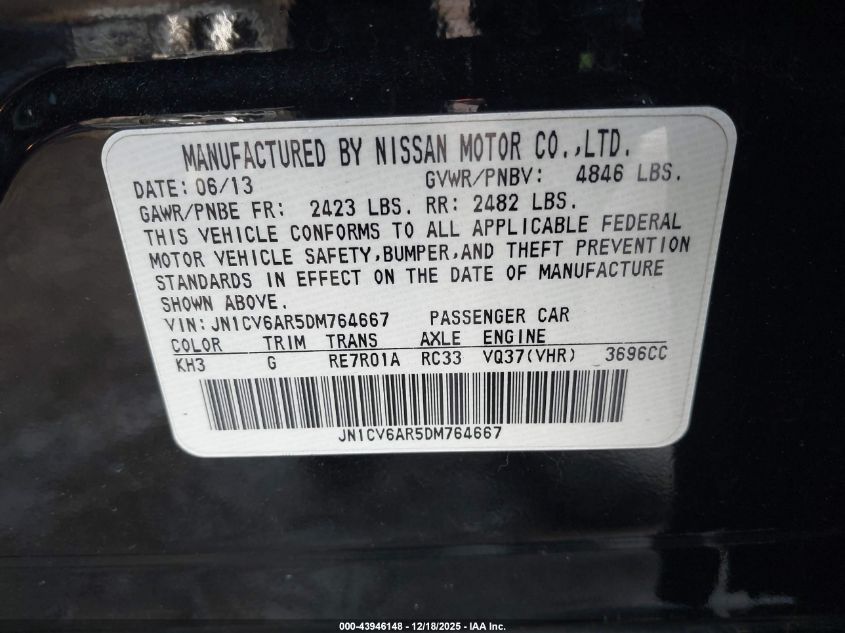 MANUFACTURED BY NISSAN MOTOR CO.,LTD.
DATE: 06/13 GVWR/PNBV: 4846 LBS.
GAWR/PNBE FR: 2423 LBS. RR: 2482 LBS.
THIS VEHICLE CONFORMS TO ALL APPLICABLE FEDERAL
MOTOR VEHICLE SAFETY,BUMPER,AND THEFT PREVENTION
STANDARDS IN EFFECT ON THE DATE OF MANUFACTURE
SHOWN ABOVE.
VIN: JN1CV6AR5DM764667 PASSENGER CAR
COLOR TRIM TRANS AXLE ENGINE
KH3 G RE7R01A RC33 VQ37(VHR) 3696CC
JN1CV6AR5DM764667
000-43946148 - 12/18/2025 - IAA Inc.